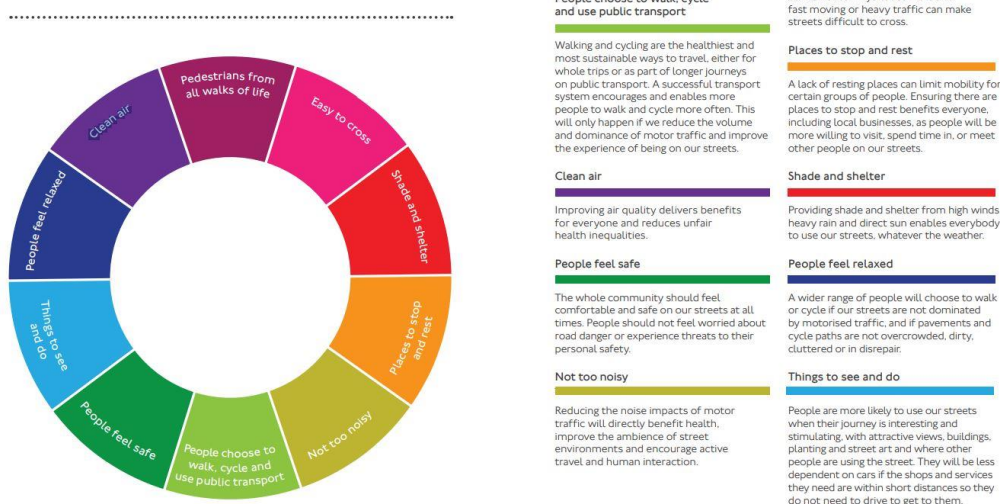 Pedestrians from
all walks of life
Easy to cross
Shade and shelter
Places to stop
and rest
Not too noisy
People choose to
walk, cycle and
use public transport
People feel safe
Things to see
and do
People feel relaxed
Clean air
People choose to walk, cycle
and use public transport
Walking and cycling are the healthiest and
most sustainable ways to travel, either for
whole trips or as part of longer journeys
on public transport. A successful transport
system encourages and enables more
people to walk and cycle more often. This
will only happen if we reduce the volume
and dominance of motor traffic and improve
the experience of being on our streets.
Clean air
Improving air quality delivers benefits
for everyone and reduces unfair
health inequalities.
People feel safe
The whole community should feel
comfortable and safe on our streets at all
times. People should not feel worried about
road danger or experience threats to their
personal safety.
Not too noisy
Reducing the noise impacts of motor
traffic will directly benefit health,
improve the ambience of street
environments and encourage active
travel and human interaction.
fast moving or heavy traffic can make
streets difficult to cross.
Places to stop and rest
A lack of resting places can limit mobility for
certain groups of people. Ensuring there are
places to stop and rest benefits everyone,
including local businesses, as people will be
more willing to visit, spend time in, or meet
other people on our streets.
Shade and shelter
Providing shade and shelter from high winds,
heavy rain and direct sun enables everybody
to use our streets, whatever the weather.
People feel relaxed
A wider range of people will choose to walk
or cycle if our streets are not dominated
by motorised traffic, and if pavements and
cycle paths are not overcrowded, dirty,
cluttered or in disrepair.
Things to see and do
People are more likely to use our streets
when their journey is interesting and
stimulating, with attractive views, buildings,
planting and street art and where other
people are using the street. They will be less
dependent on cars if the shops and services
they need are within short distances so they
do not need to drive to get to them.